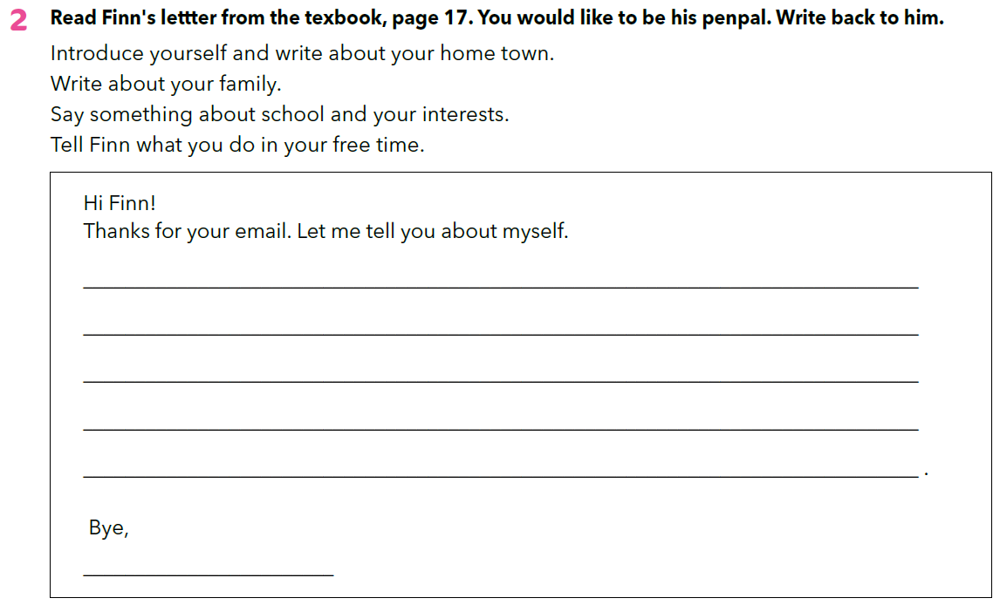 2 Read Finn's lettter from the texbook, page 17. You would like to be his penpal. Write back to him.
Introduce yourself and write about your home town.
Write about your family.
Say something about school and your interests.
Tell Finn what you do in your free time.
Hi Finn!
Thanks for your email. Let me tell you about myself.
.
Bye,